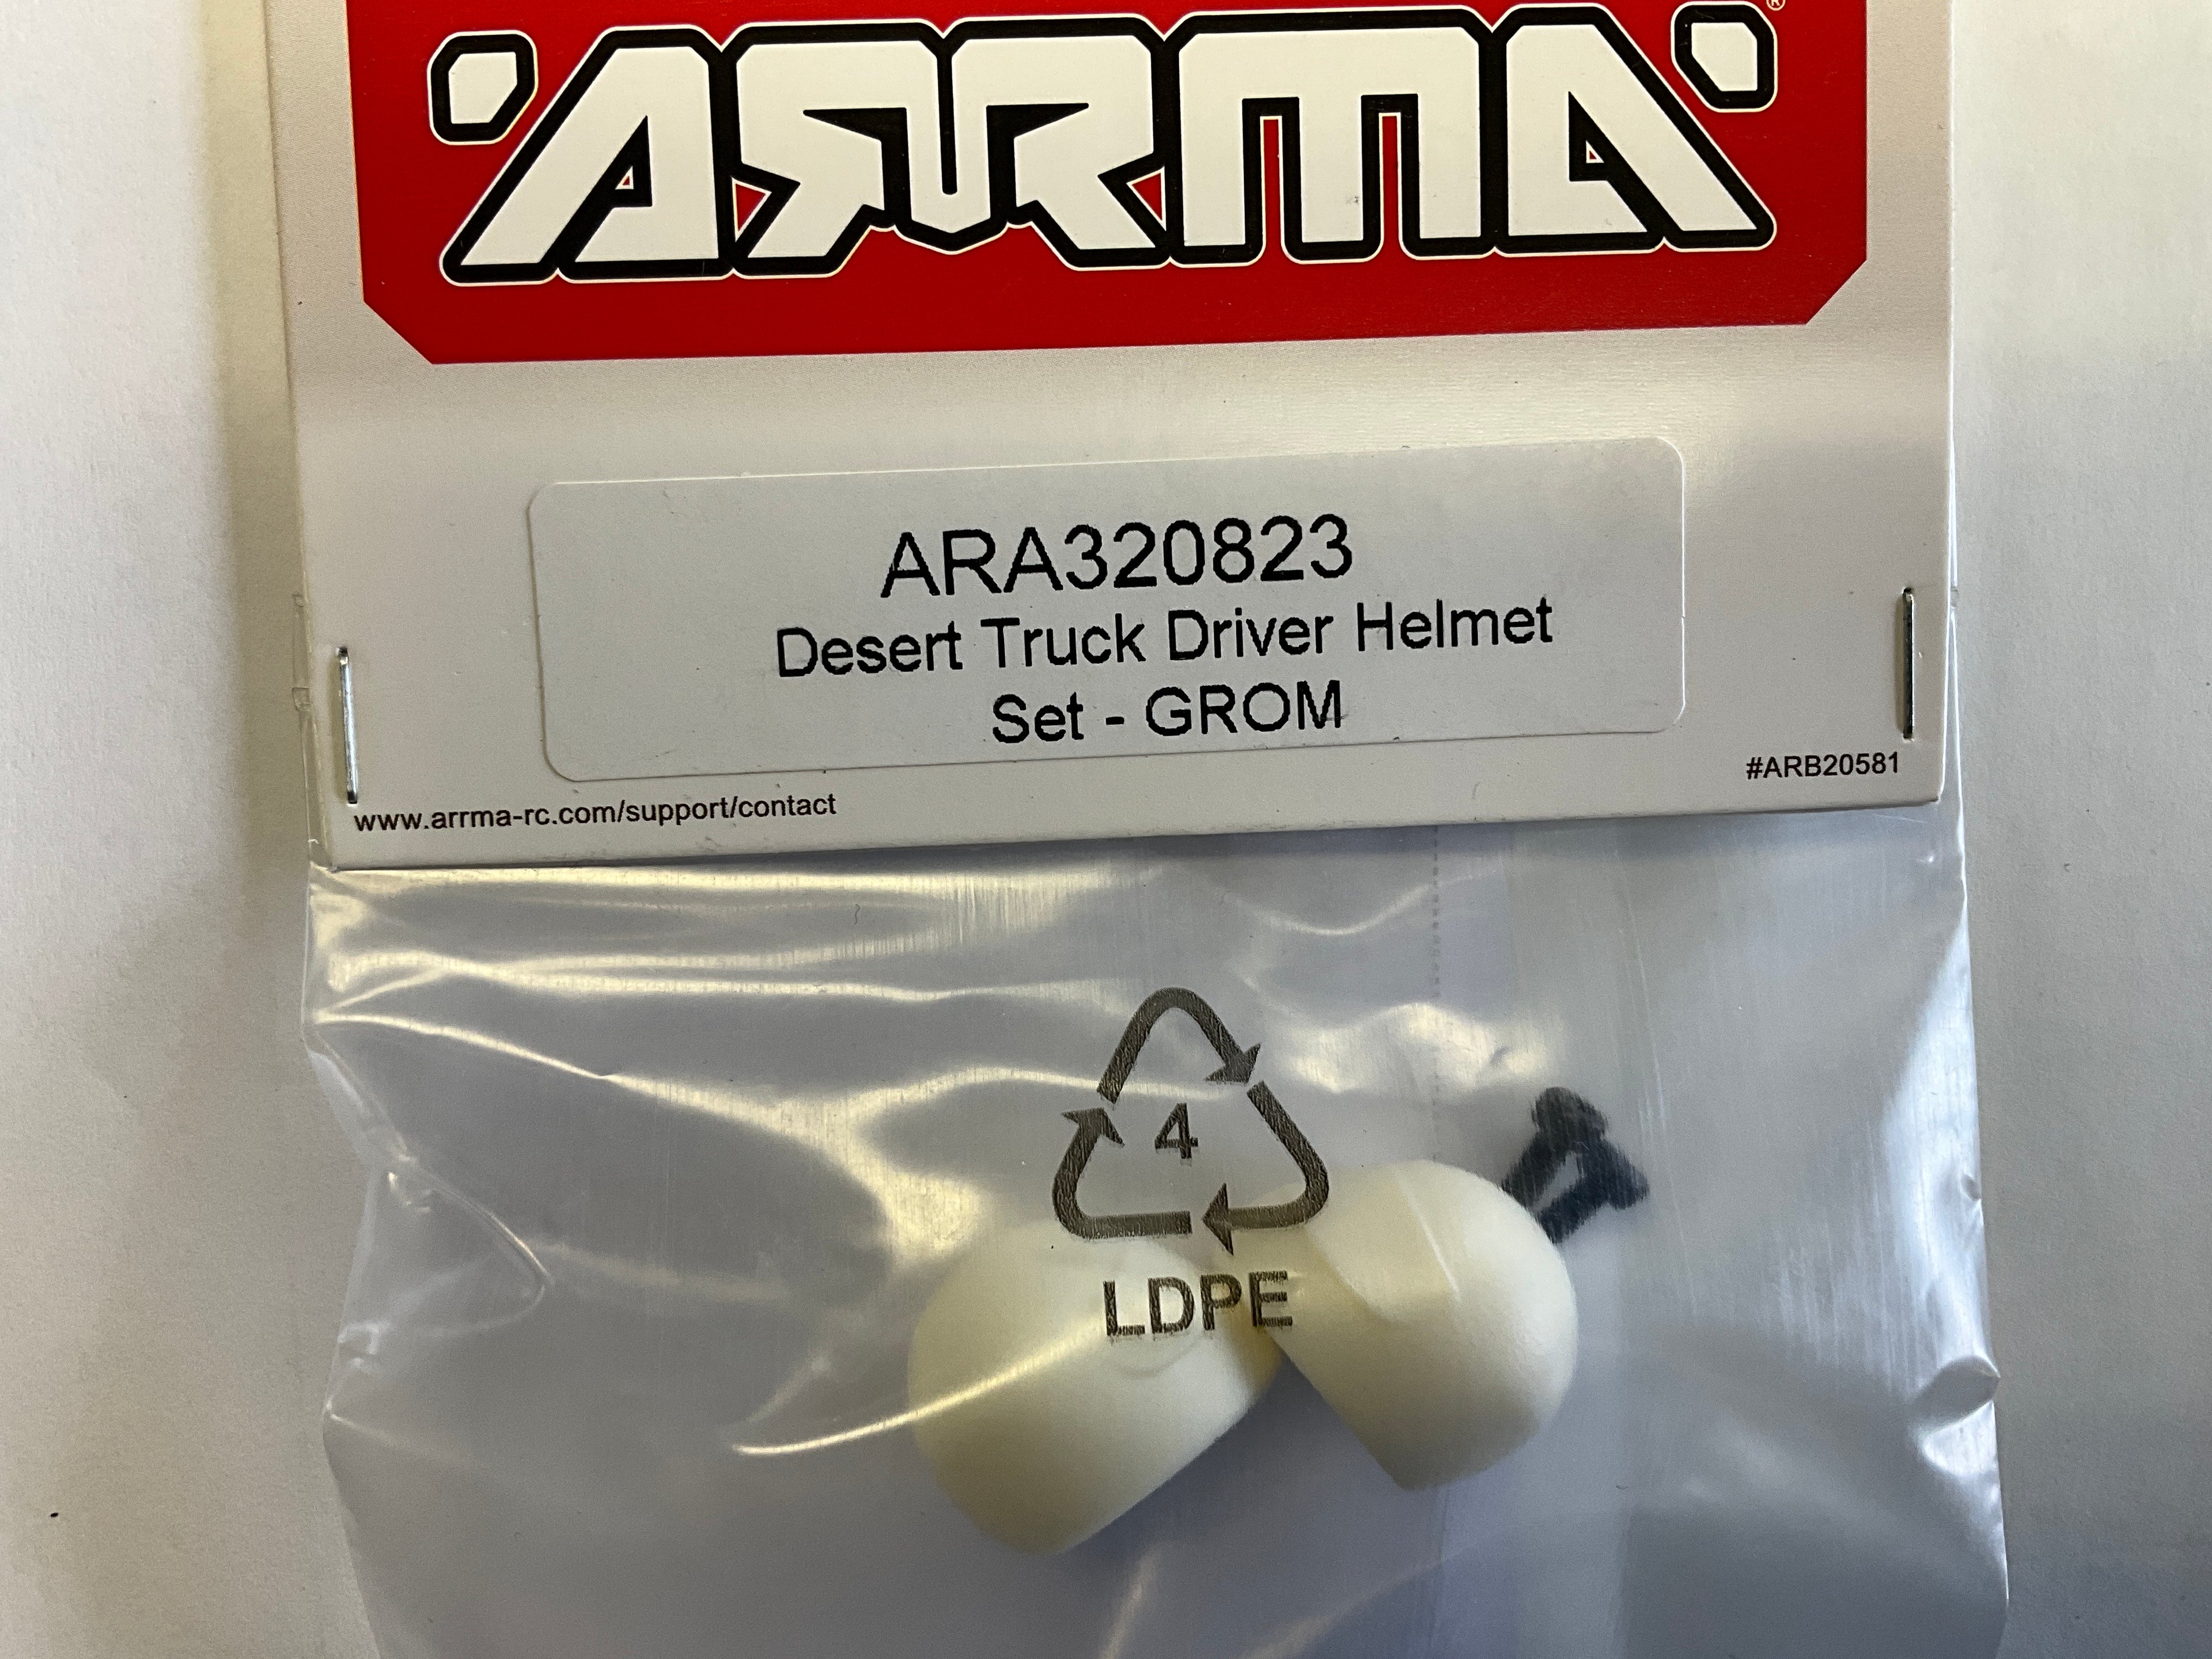 ARRMA®
ARA320823
Desert Truck Driver Helmet
Set - GROM
#ARB20581
www.arrma-rc.com/support/contact
4
LDPE